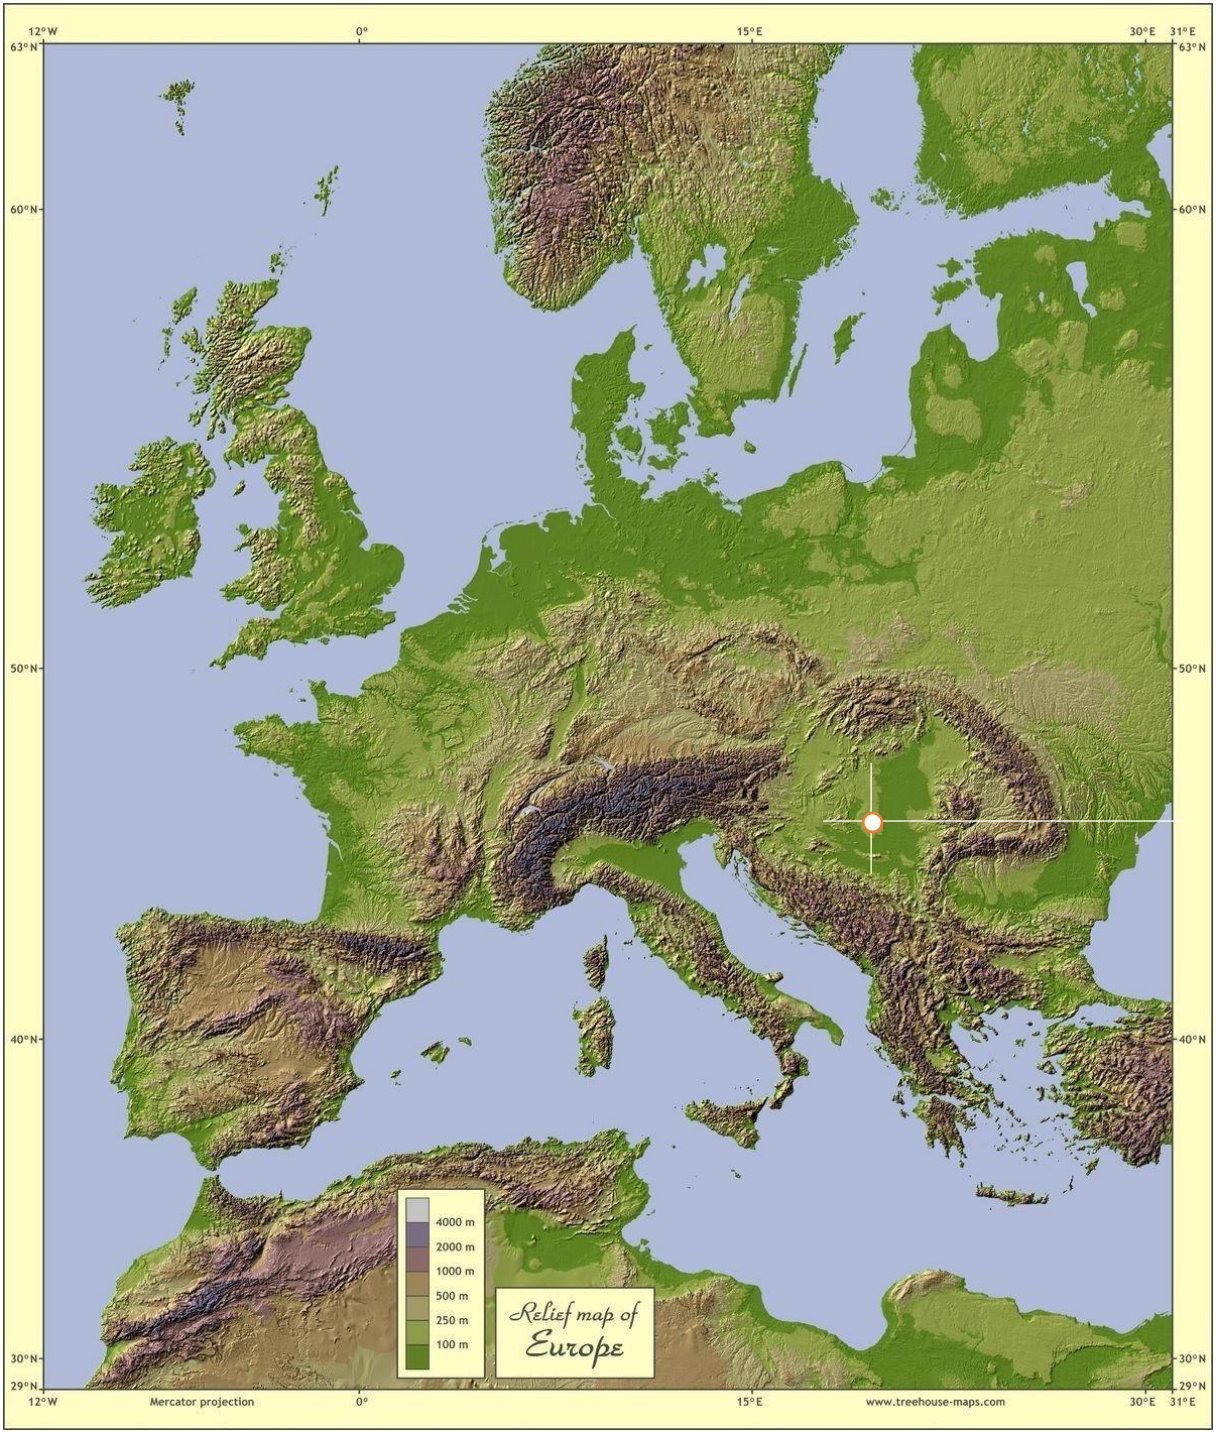 12°W 0° 15°E 30°E 31°E
63°N 63°N
60°N 60°N
50°N 50°N
40°N 40°N
4000 m
2000 m
1000 m
500 m
250 m
100 m
Relief map of
Europe
30°N 30°N
29°N 29°N
12°W 0° 15°E 30°E 31°E
Mercator projection www.treehouse-maps.com